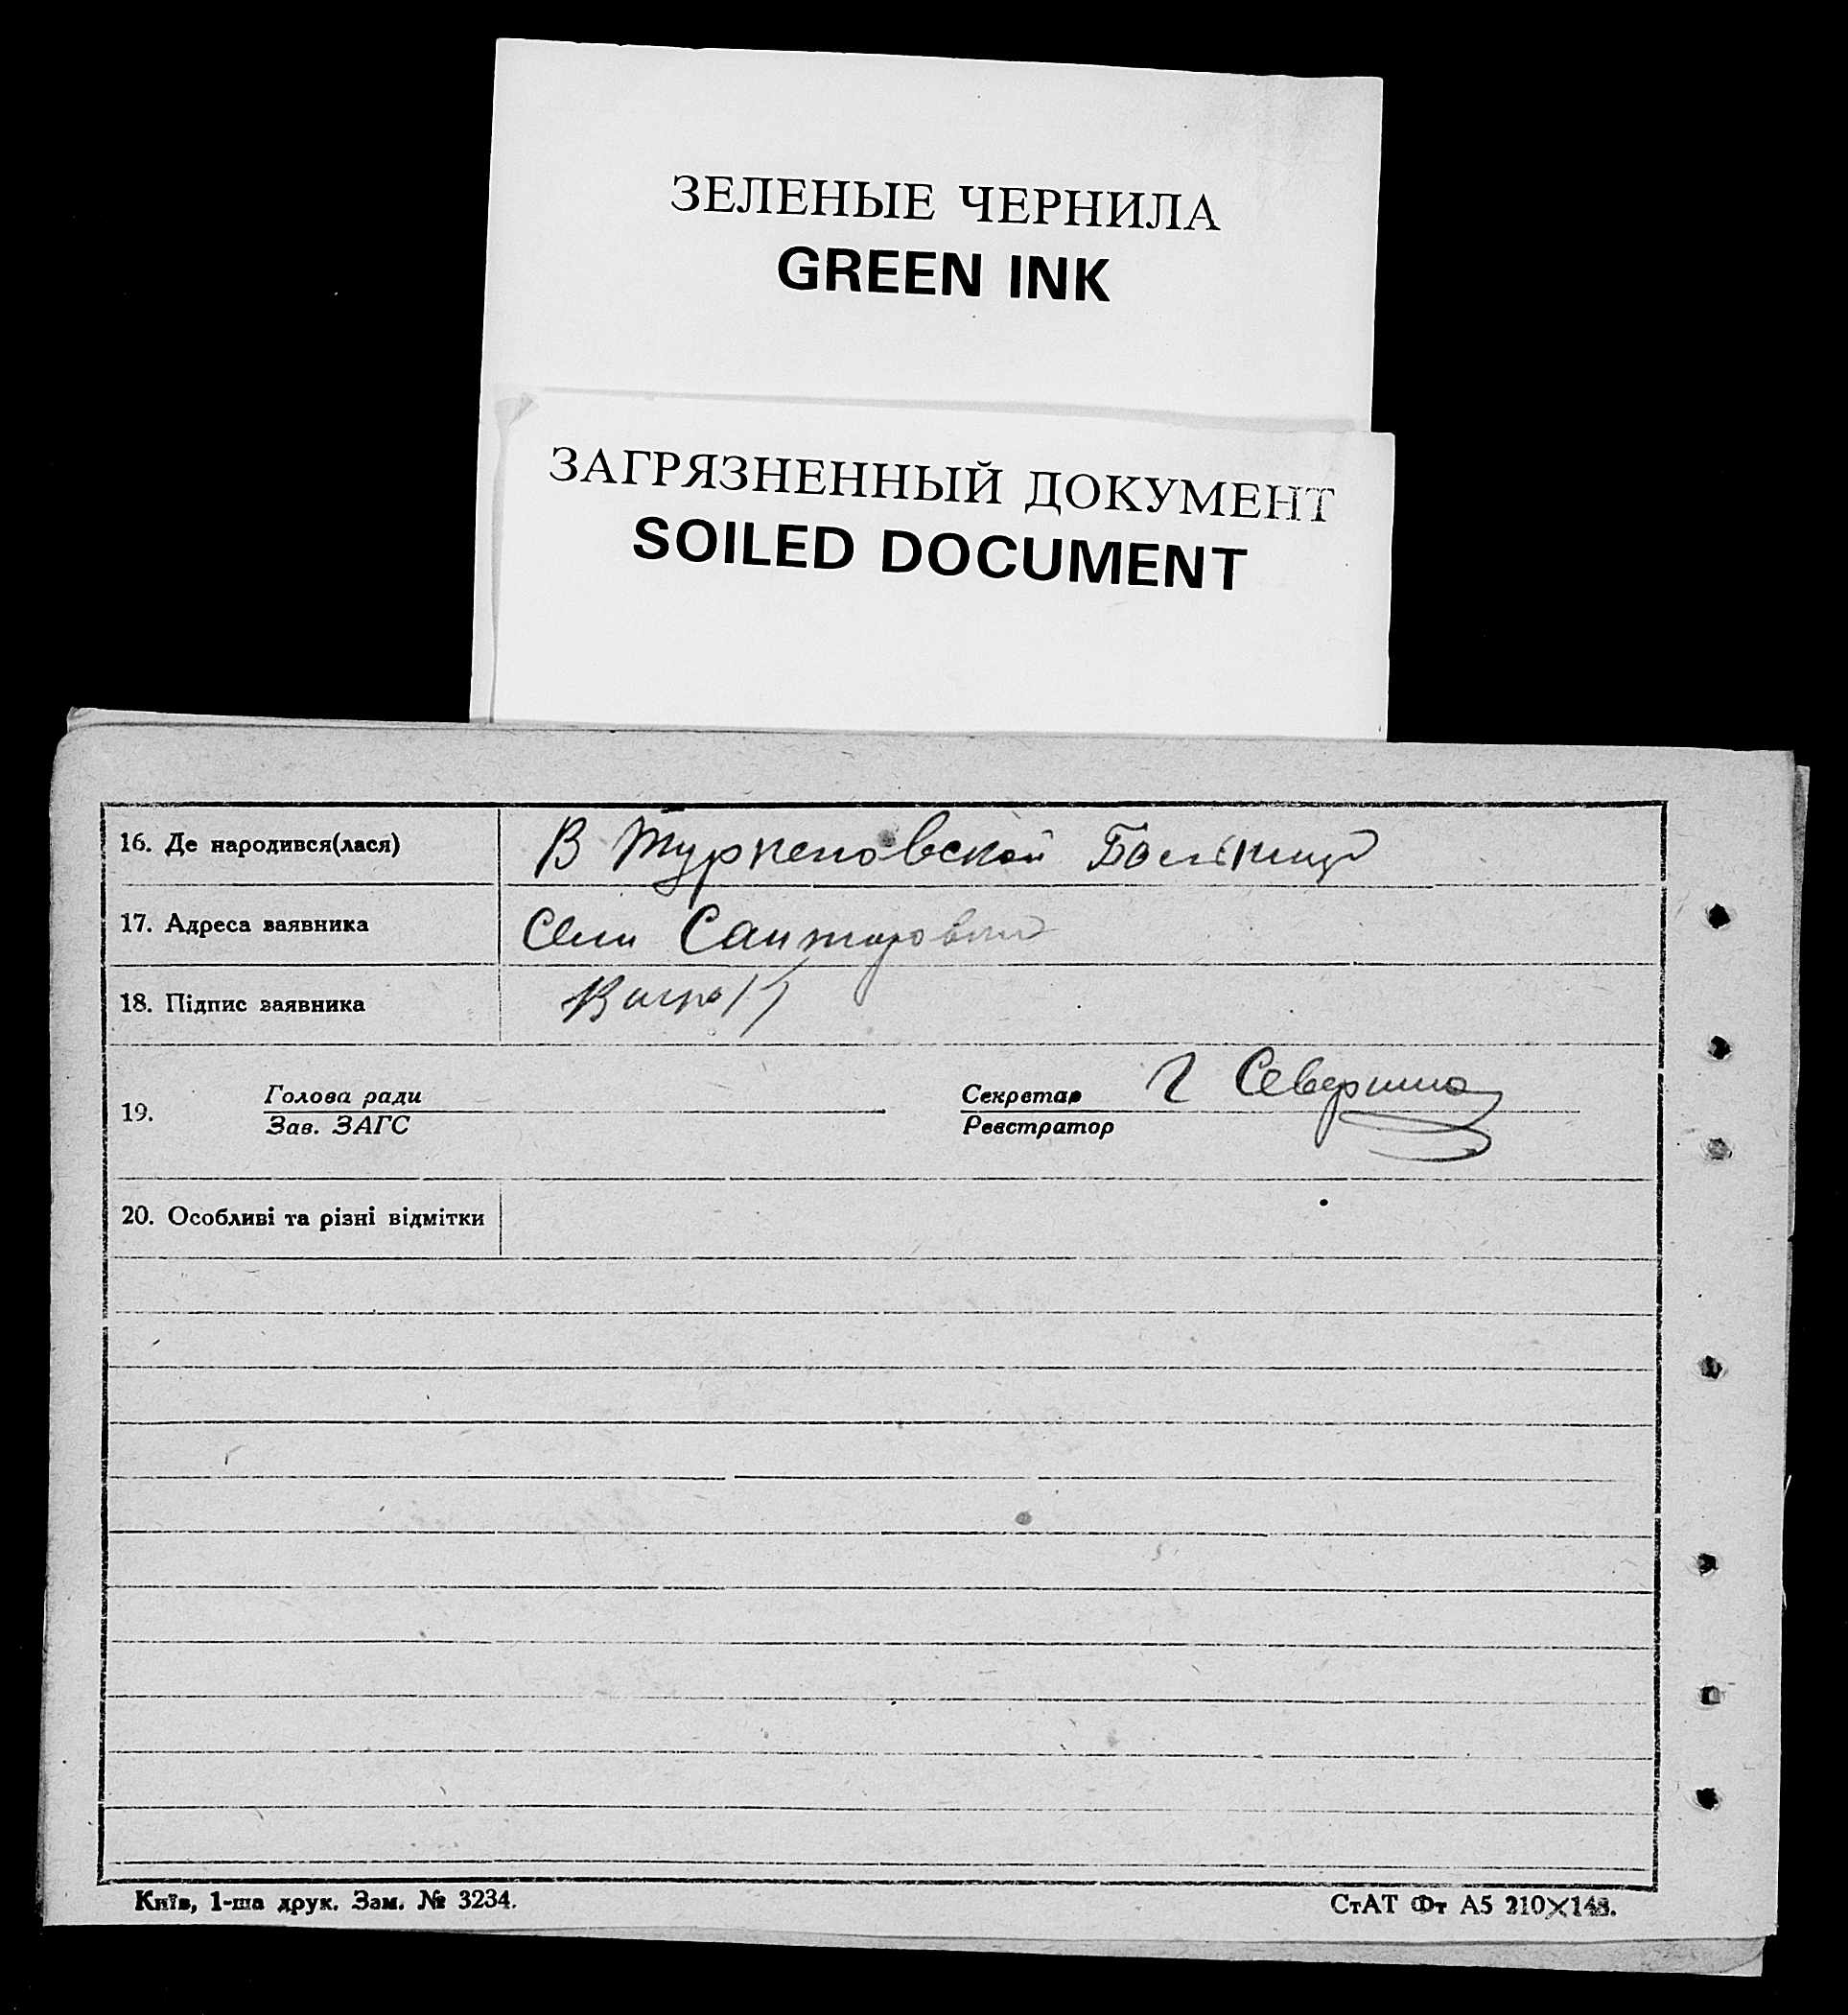 ЗЕЛЕНЫЕ ЧЕРНИЛА
GREEN INK
ЗАГРЯЗНЕННЫЙ ДОКУМЕНТ
SOILED DOCUMENT
16. Де народився(лася) В Больниці
17. Адреса заявника
18. Підпис заявника
19. Голова ради Секретар Г Северина
Зав. ЗАГС Реєстратор
20. Особливі та різні відмітки
Київ, 1-ша друк. Зам. № 3234. СтАТ Фт А5 210×148.